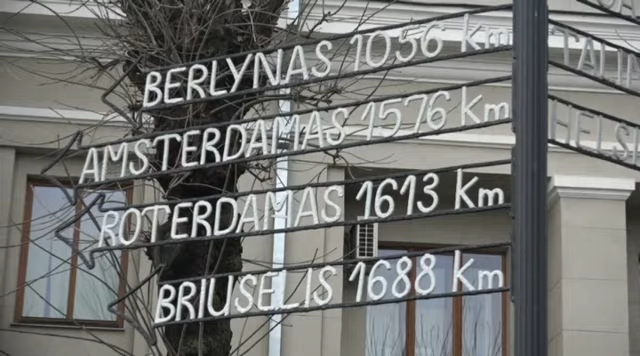 BERLYNAS 1056 Km
AMSTERDAMAS 1576 Km
ROTERDAMAS 1613 Km
BRIUSELIS 1688 Km